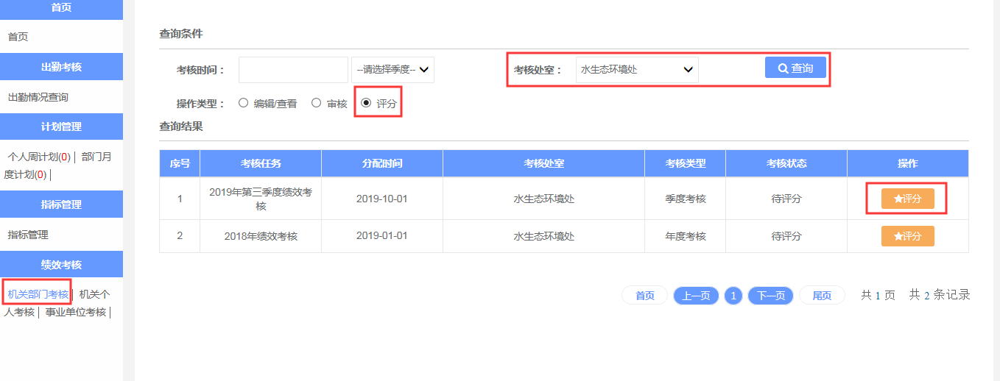 首页
首页
出勤考核
出勤情况查询
计划管理
个人周计划(0)| 部门月
度计划(0)|
指标管理
指标管理
绩效考核
机关部门考核| 机关个
人考核| 事业单位考核|
查询条件
考核时间： --请选择季度-- 考核处室： 水生态环境处 查询
操作类型： 编辑/查看 审核 评分
查询结果
序号 考核任务 分配时间 考核处室 考核类型 考核状态 操作
1 2019年第三季度绩效考
核 2019-10-01 水生态环境处 季度考核 待评分 ★评分
2 2018年绩效考核 2019-01-01 水生态环境处 年度考核 待评分 ★评分
首页 上一页 1 下一页 尾页 共 1 页 共 2 条记录